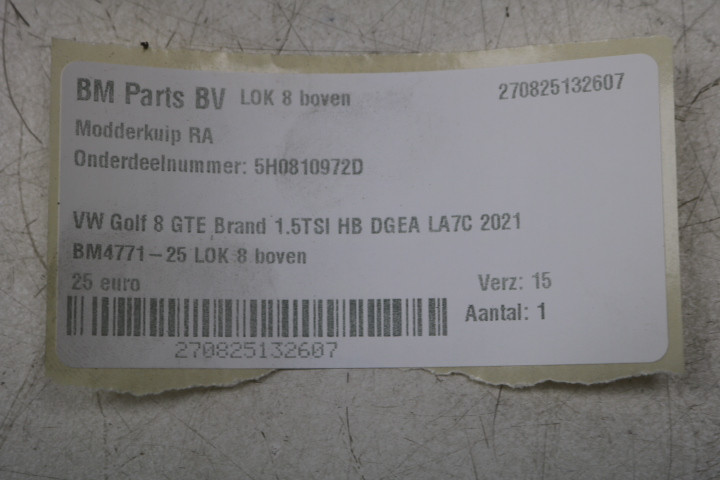 BM Parts BV LOK 8 boven 270825132607
Modderkuip RA
Onderdeelnummer: 5H0810972D
VW Golf 8 GTE Brand 1.5TSI HB DGEA LA7C 2021
BM4771-25 LOK 8 boven
25 euro Verz: 15
Aantal: 1
270825132607